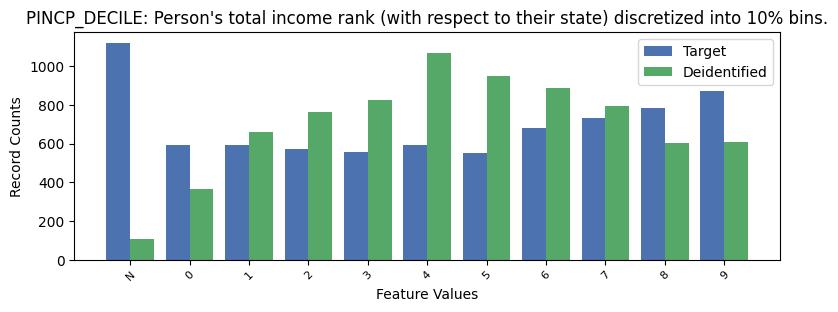 PINCP_DECILE: Person's total income rank (with respect to their state) discretized into 10% bins.
Target
Deidentified
Record Counts
1000
800
600
400
200
0
N 0 1 2 3 4 5 6 7 8 9
Feature Values